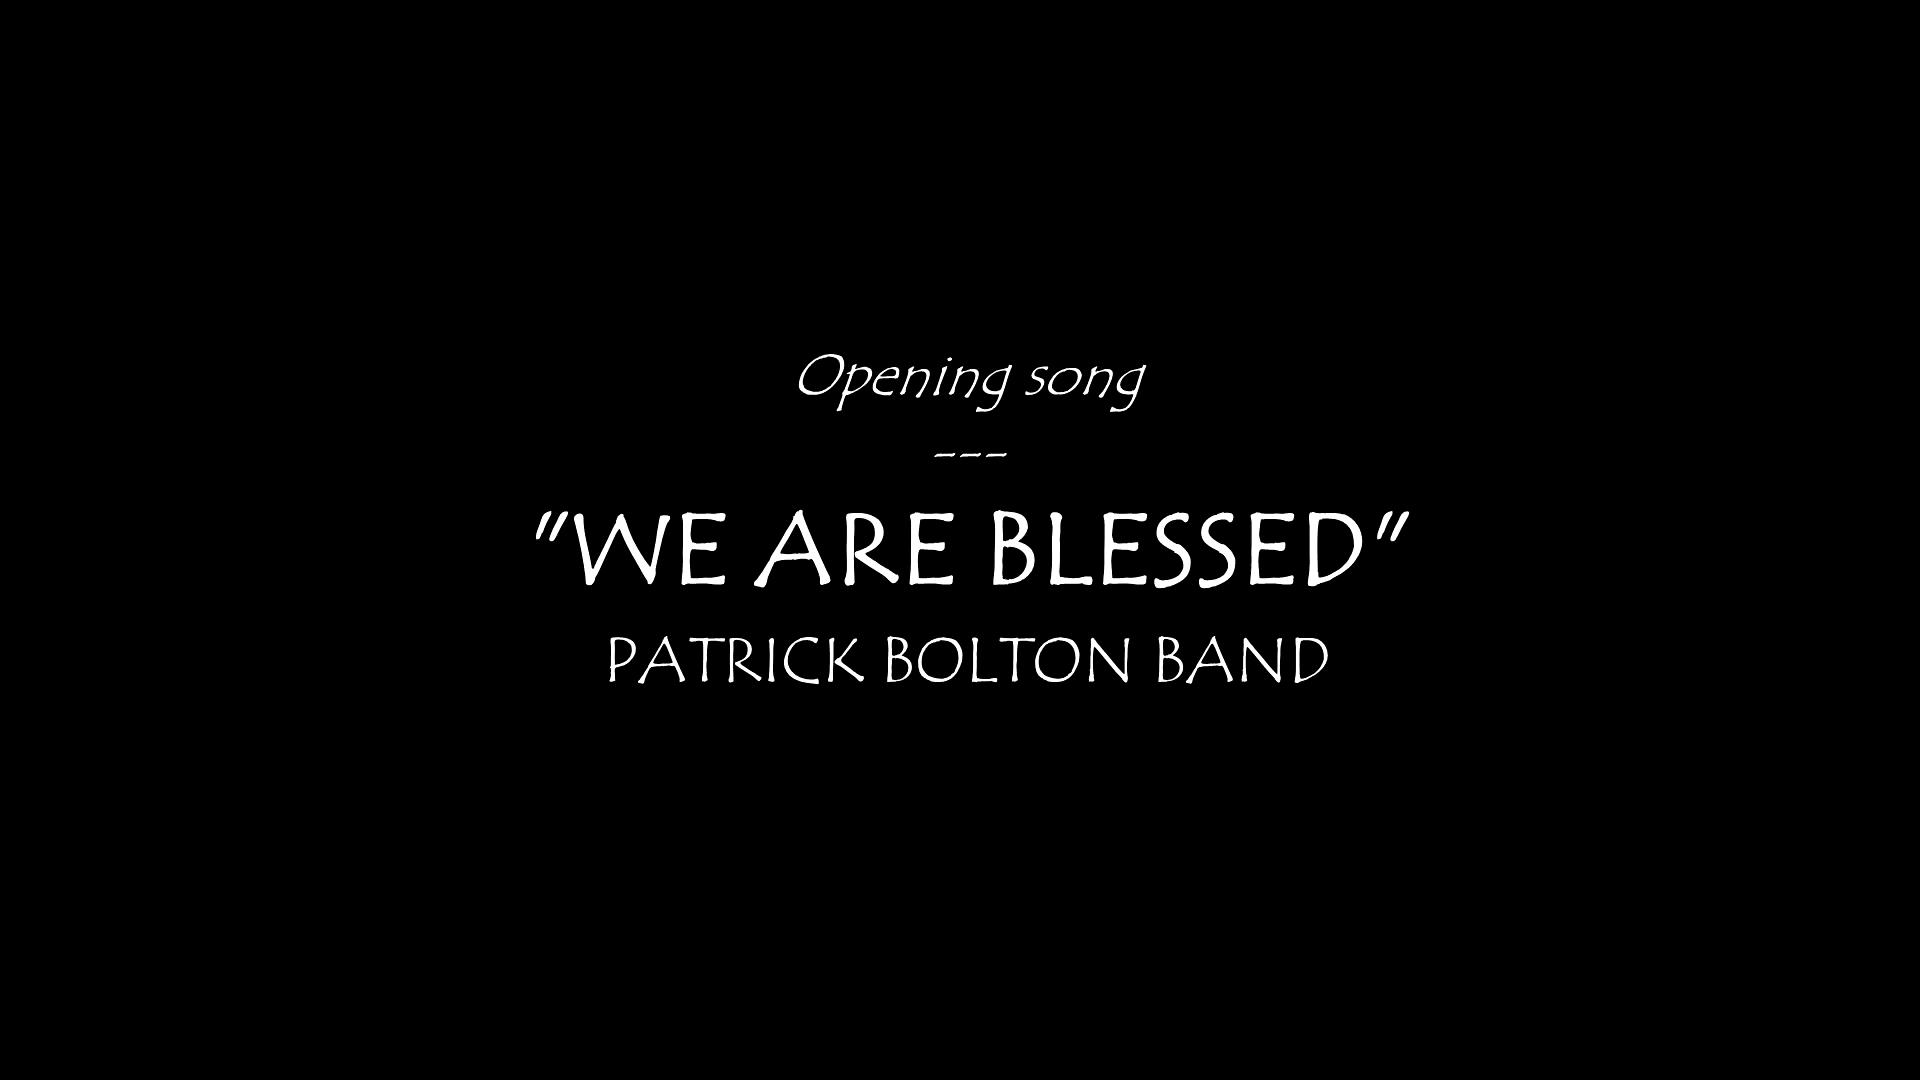 Opening song
---
"WE ARE BLESSED"
PATRICK BOLTON BAND